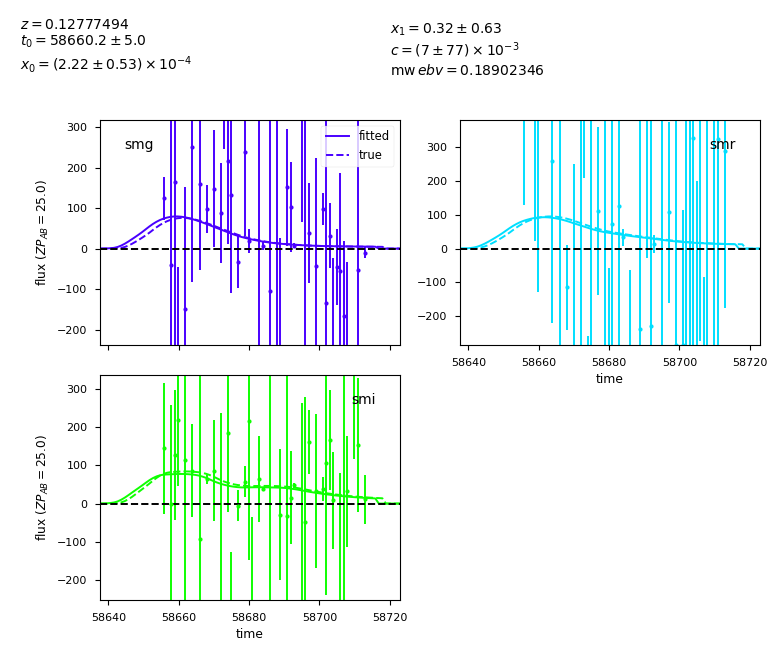 z = 0.12777494
t₀ = 58660.2 ± 5.0
x₀ = (2.22 ± 0.53) × 10⁻⁴
x₁ = 0.32 ± 0.63
c = (7 ± 77) × 10⁻³
mw ebv = 0.18902346
smg
fitted
true
300
200
100
0
−100
−200
flux (ZP_AB = 25.0)
smr
300
200
100
0
−100
−200
58640 58660 58680 58700 58720
time
smi
300
200
100
0
−100
−200
flux (ZP_AB = 25.0)
58640 58660 58680 58700 58720
time